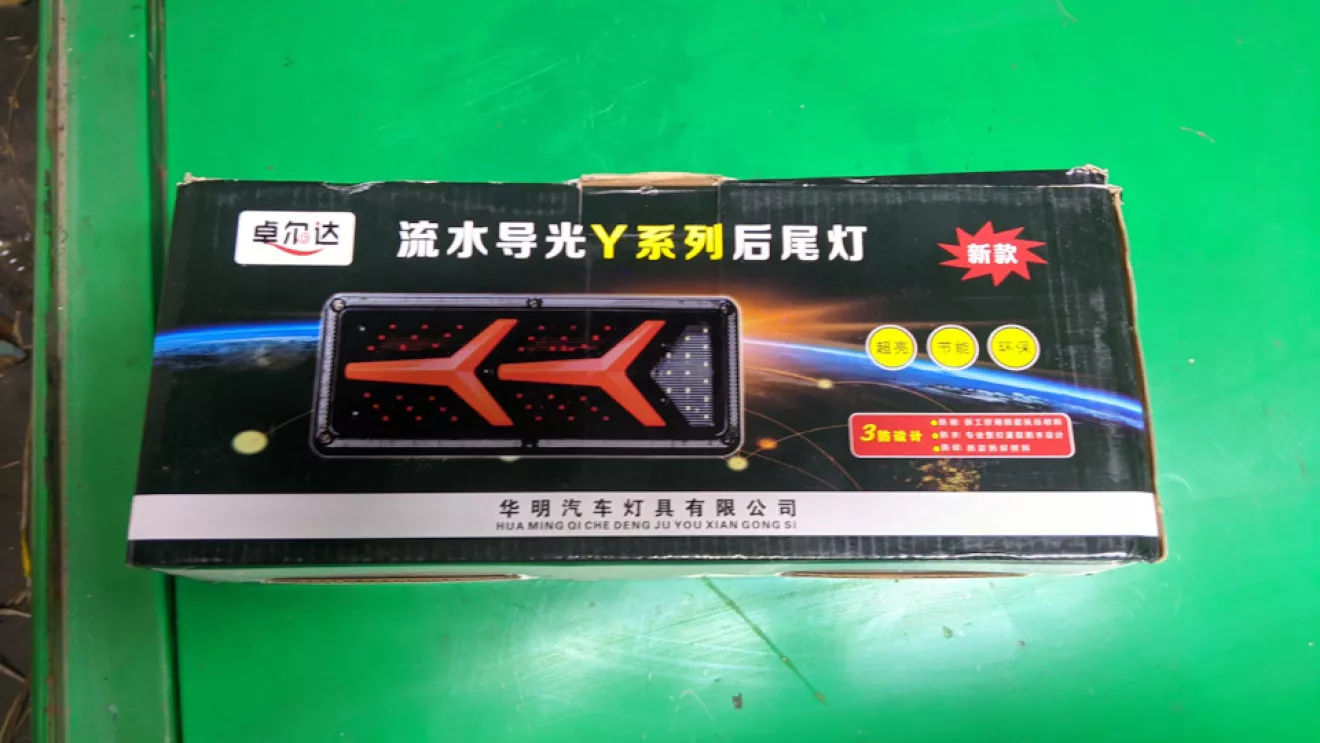 卓尔达
流水导光Y系列后尾灯
新款
超亮
节能
环保
3防设计
华明汽车灯具有限公司
HUA MING QI CHE DENG JU YOU XIAN GONG SI